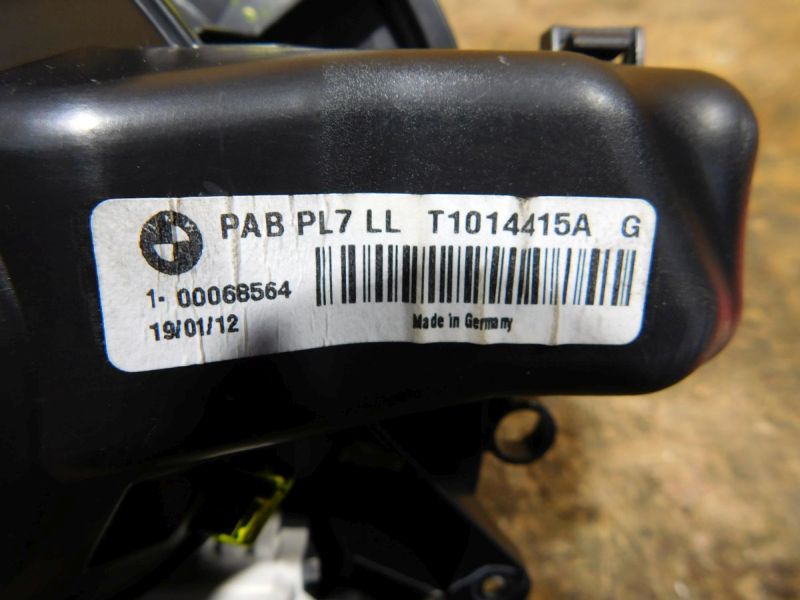 PAB PL7 LL T1014415A G
1- 00068564
19/01/12
Made in Germany